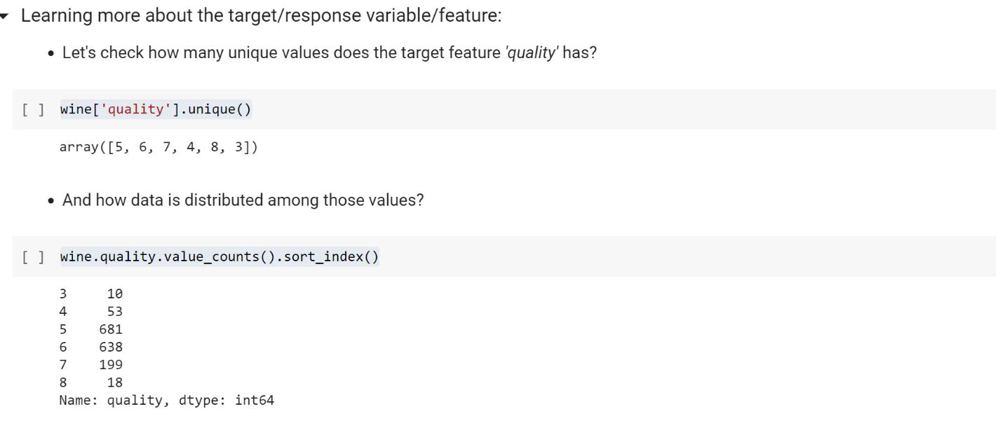 Learning more about the target/response variable/feature:
• Let's check how many unique values does the target feature 'quality' has?
[ ] wine['quality'].unique()
array([5, 6, 7, 4, 8, 3])
• And how data is distributed among those values?
[ ] wine.quality.value_counts().sort_index()
3 10
4 53
5 681
6 638
7 199
8 18
Name: quality, dtype: int64